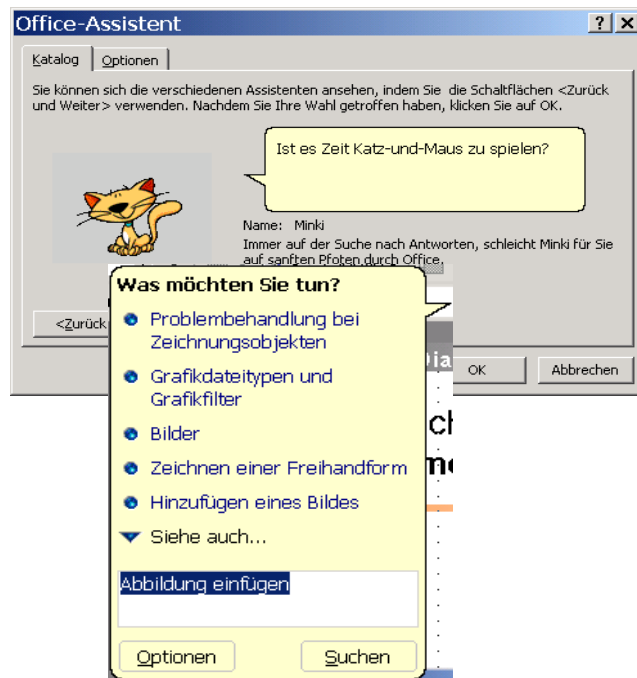 Office-Assistent
Katalog
Optionen
Sie können sich die verschiedenen Assistenten ansehen, indem Sie die Schaltflächen <Zurück
und Weiter> verwenden. Nachdem Sie Ihre Wahl getroffen haben, klicken Sie auf OK.
Ist es Zeit Katz-und-Maus zu spielen?
Name: Minki
Immer auf der Suche nach Antworten, schleicht Minki für Sie
auf sanften Pfoten durch Office.
<Zurück
OK
Abbrechen
Was möchten Sie tun?
Problembehandlung bei
Zeichnungsobjekten
Grafikdateitypen und
Grafikfilter
Bilder
Zeichnen einer Freihandform
Hinzufügen eines Bildes
Siehe auch...
Abbildung einfügen
Optionen
Suchen